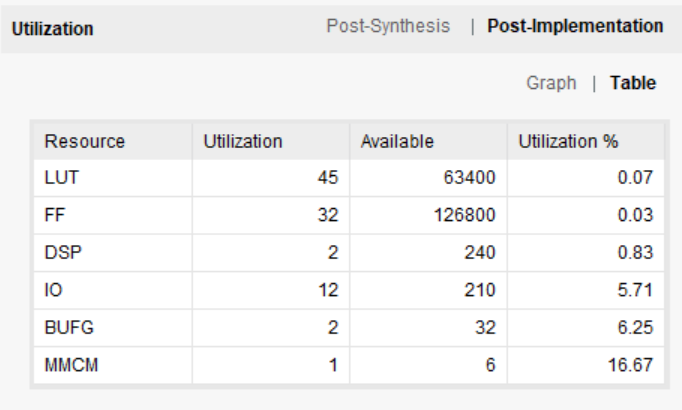 Utilization Post-Synthesis | Post-Implementation
Graph | Table
Resource Utilization Available Utilization %
LUT 45 63400 0.07
FF 32 126800 0.03
DSP 2 240 0.83
IO 12 210 5.71
BUFG 2 32 6.25
MMCM 1 6 16.67